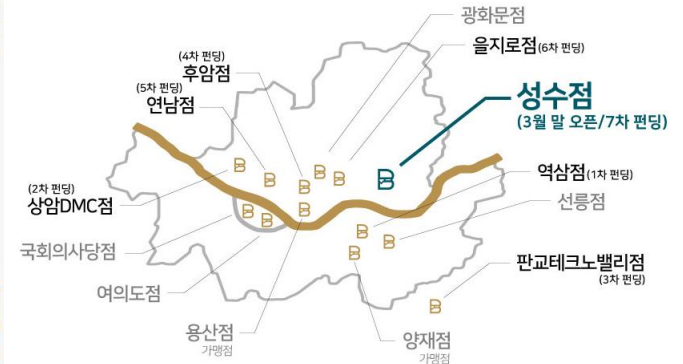 광화문점
을지로점(6차 펀딩)
(4차 펀딩)
후암점
(5차 펀딩)
연남점
성수점
(3월 말 오픈/7차 펀딩)
(2차 펀딩)
상암DMC점
역삼점(1차 펀딩)
선릉점
국회의사당점
여의도점
판교테크노밸리점
(3차 펀딩)
용산점
가맹점
양재점
가맹점